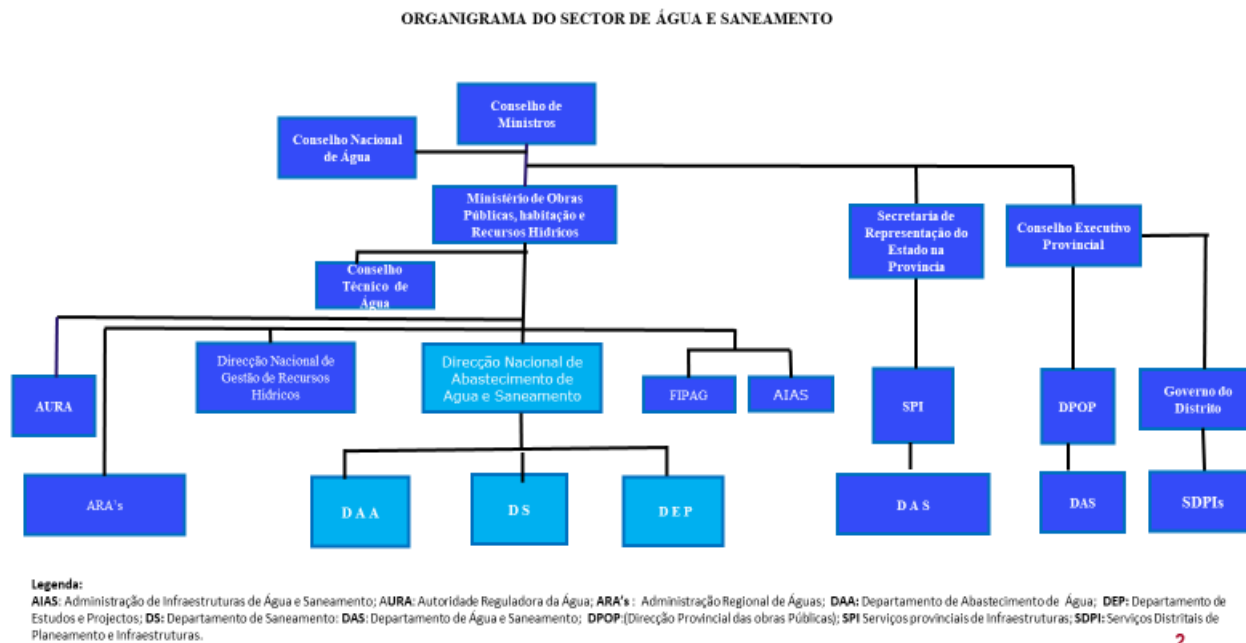 ORGANIGRAMA DO SECTOR DE ÁGUA E SANEAMENTO
Conselho de
Ministros
Conselho Nacional
de Água
Ministério de Obras
Públicas, habitação e
Recursos Hídricos
Secretaria de
Representação do
Estado na
Província
Conselho Executivo
Provincial
Conselho
Técnico de
Água
AURA
Direcção Nacional de
Gestão de Recursos
Hídricos
Direcção Nacional de
Abastecimento de
Agua e Saneamento
FIPAG
AIAS
SPI
DPOP
Governo do
Distrito
ARA's
D A A
D S
D E P
D A S
DAS
SDPIs
Legenda:
AIAS: Administração de Infraestruturas de Água e Saneamento; AURA: Autoridade Reguladora da Água; ARA's : Administração Regional de Águas; DAA: Departamento de Abastecimento de Água; DEP: Departamento de
Estudos e Projectos; DS: Departamento de Saneamento: DAS: Departamento de Água e Saneamento; DPOP:(Direcção Provincial das obras Públicas); SPI Serviços provinciais de Infraestruturas; SDPI: Serviços Distritais de
Planeamento e Infraestruturas.
2